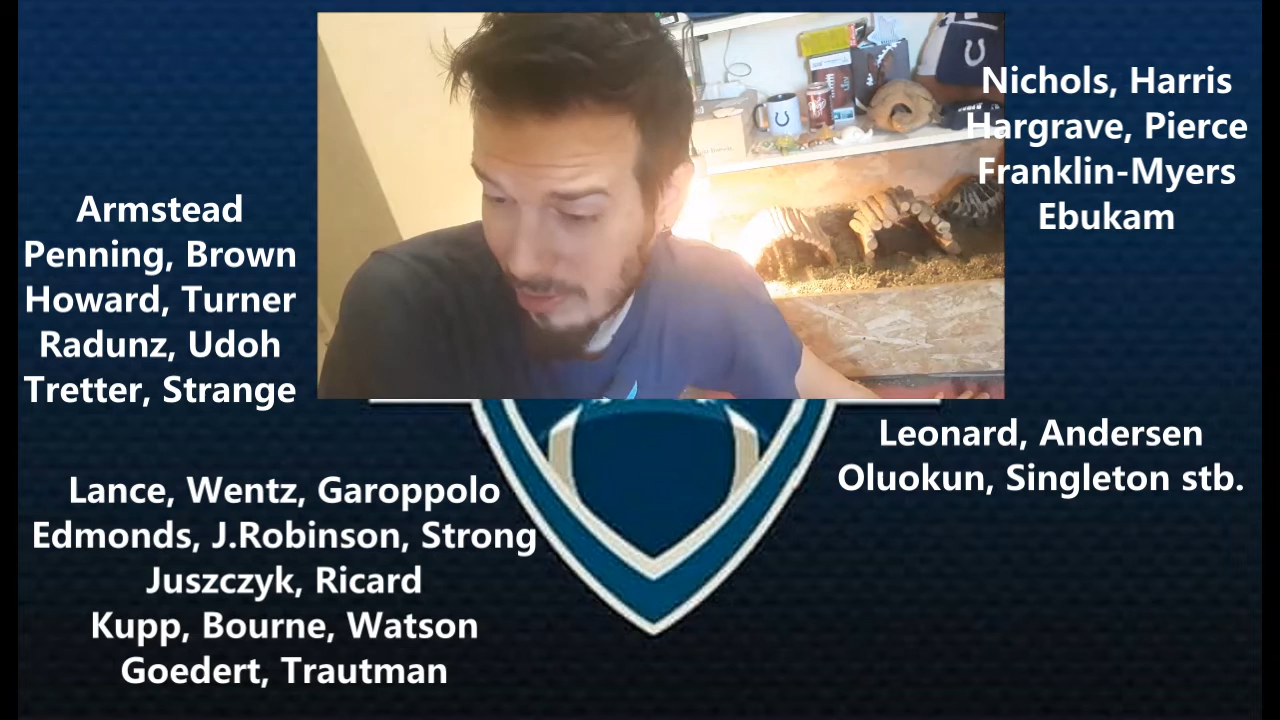 Armstead
Penning, Brown
Howard, Turner
Radunz, Udoh
Tretter, Strange
Lance, Wentz, Garoppolo
Edmonds, J.Robinson, Strong
Juszczyk, Ricard
Kupp, Bourne, Watson
Goedert, Trautman
Nichols, Harris
Hargrave, Pierce
Franklin-Myers
Ebukam
Leonard, Andersen
Oluokun, Singleton stb.